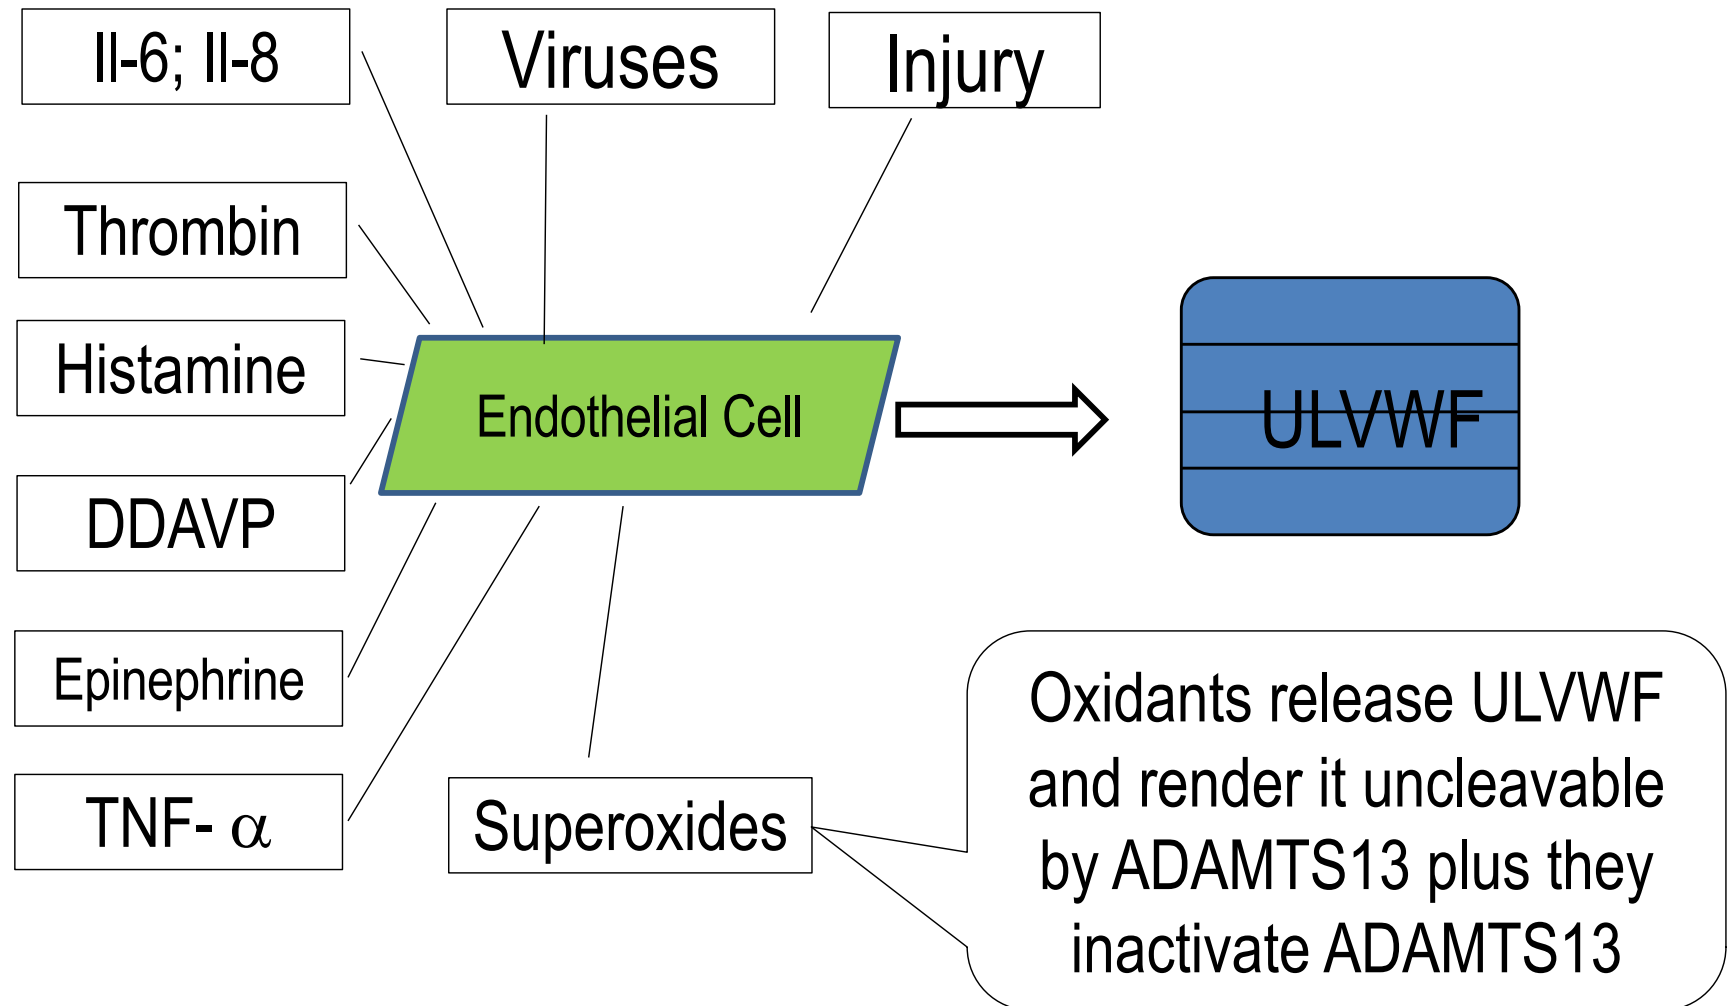 Il-6; Il-8
Viruses
Injury
Thrombin
Histamine
Endothelial Cell
ULVWF
DDAVP
Epinephrine
TNF- α
Superoxides
Oxidants release ULVWF
and render it uncleavable
by ADAMTS13 plus they
inactivate ADAMTS13